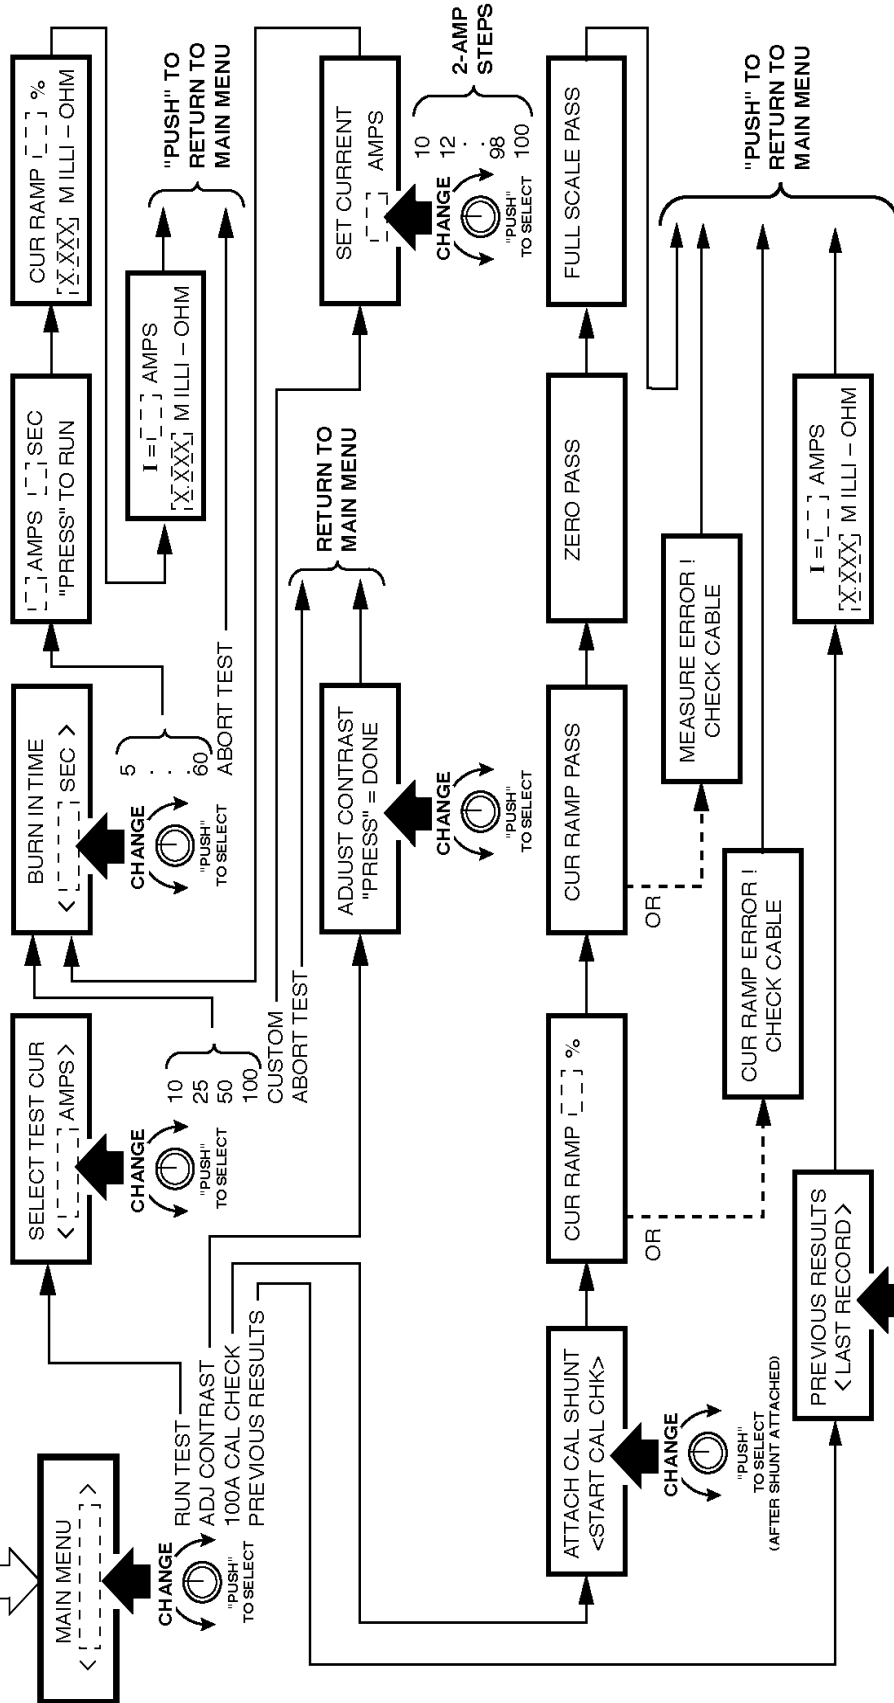 MAIN MENU
< >
CHANGE
"PUSH"
TO SELECT
RUN TEST
ADJ CONTRAST
100A CAL CHECK
PREVIOUS RESULTS
SELECT TEST CUR
< AMPS >
CHANGE
"PUSH"
TO SELECT
10
25
50
100
CUSTOM
ABORT TEST
BURN IN TIME
< SEC >
CHANGE
"PUSH"
TO SELECT
5
.
.
.
60
ABORT TEST
AMPS SEC
"PRESS" TO RUN
CUR RAMP %
X.XXX MILLI – OHM
I = AMPS
X.XXX MILLI – OHM
"PUSH" TO
RETURN TO
MAIN MENU
ADJUST CONTRAST
"PRESS" = DONE
CHANGE
"PUSH"
TO SELECT
RETURN TO
MAIN MENU
SET CURRENT
AMPS
CHANGE
"PUSH"
TO SELECT
10
12
.
.
98
100
2-AMP
STEPS
ATTACH CAL SHUNT
<START CAL CHK>
CHANGE
"PUSH"
TO SELECT
(AFTER SHUNT ATTACHED)
CUR RAMP %
OR
CUR RAMP PASS
OR
ZERO PASS
FULL SCALE PASS
MEASURE ERROR !
CHECK CABLE
CUR RAMP ERROR !
CHECK CABLE
PREVIOUS RESULTS
< LAST RECORD >
I = AMPS
X.XXX MILLI – OHM
"PUSH" TO
RETURN TO
MAIN MENU